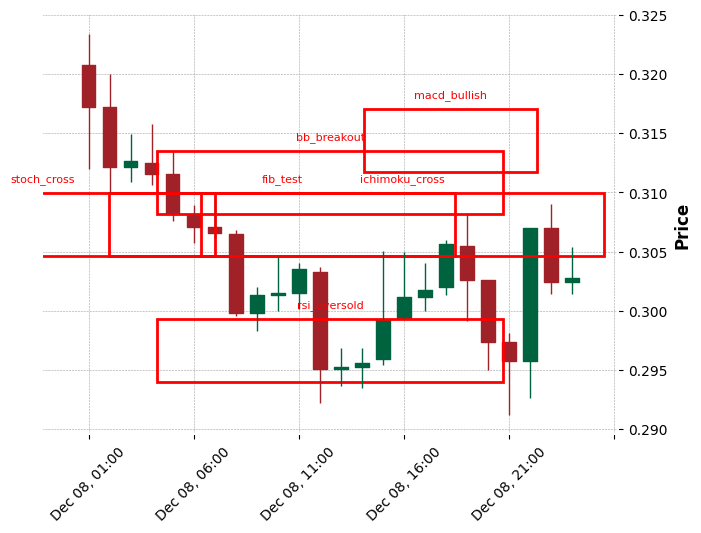 0.325
macd_bullish
0.320
bb_breakout
0.315
stoch_cross
fib_test
ichimoku_cross
0.310
Price
0.305
rsi_oversold
0.300
0.295
0.290
Dec 08, 01:00
Dec 08, 06:00
Dec 08, 11:00
Dec 08, 16:00
Dec 08, 21:00